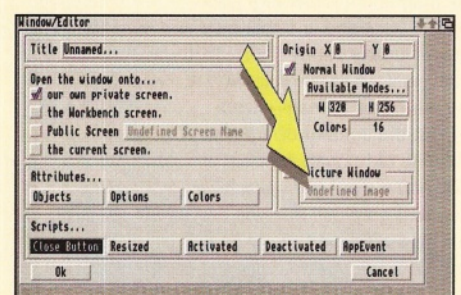 Window/Editor
Title Unnamed...
Origin X 0 Y 0
Open the window onto...
our own private screen.
the Workbench screen.
Public Screen Undefined Screen Name
the current screen.
Normal Window
Available Modes...
W 320 H 256
Colors 16
Attributes...
Objects Options Colors
icture Window
Undefined Image
Scripts...
Close Button Resized Activated Deactivated AppEvent
Ok Cancel